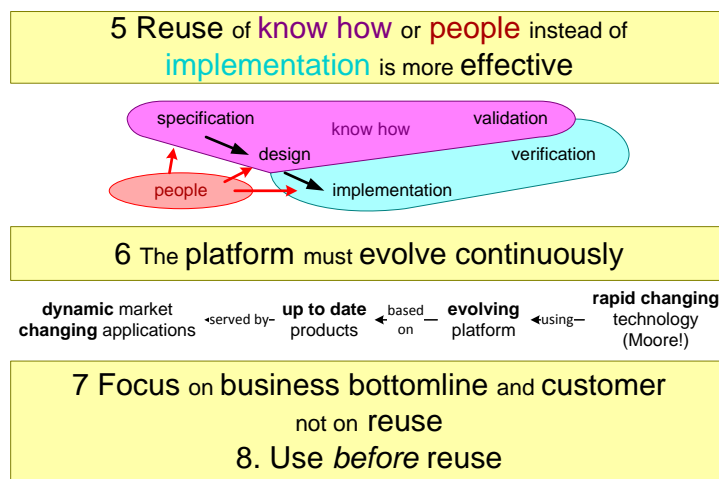 5 Reuse of know how or people instead of
implementation is more effective
specification
validation
know how
design
verification
people
implementation
6 The platform must evolve continuously
dynamic market
changing applications
served by
up to date
products
based
on
evolving
platform
using
rapid changing
technology
(Moore!)
7 Focus on business bottomline and customer
not on reuse
8. Use before reuse